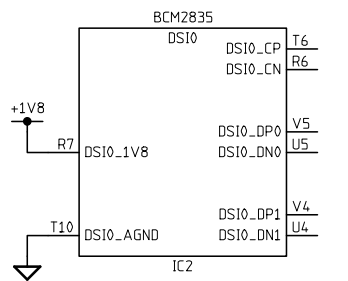 BCM2835
DSI0
DSI0_CP T6
DSI0_CN R6
+1V8
DSI0_DP0 V5
R7 DSI0_1V8 DSI0_DN0 U5
DSI0_DP1 V4
T10 DSI0_AGND DSI0_DN1 U4
IC2